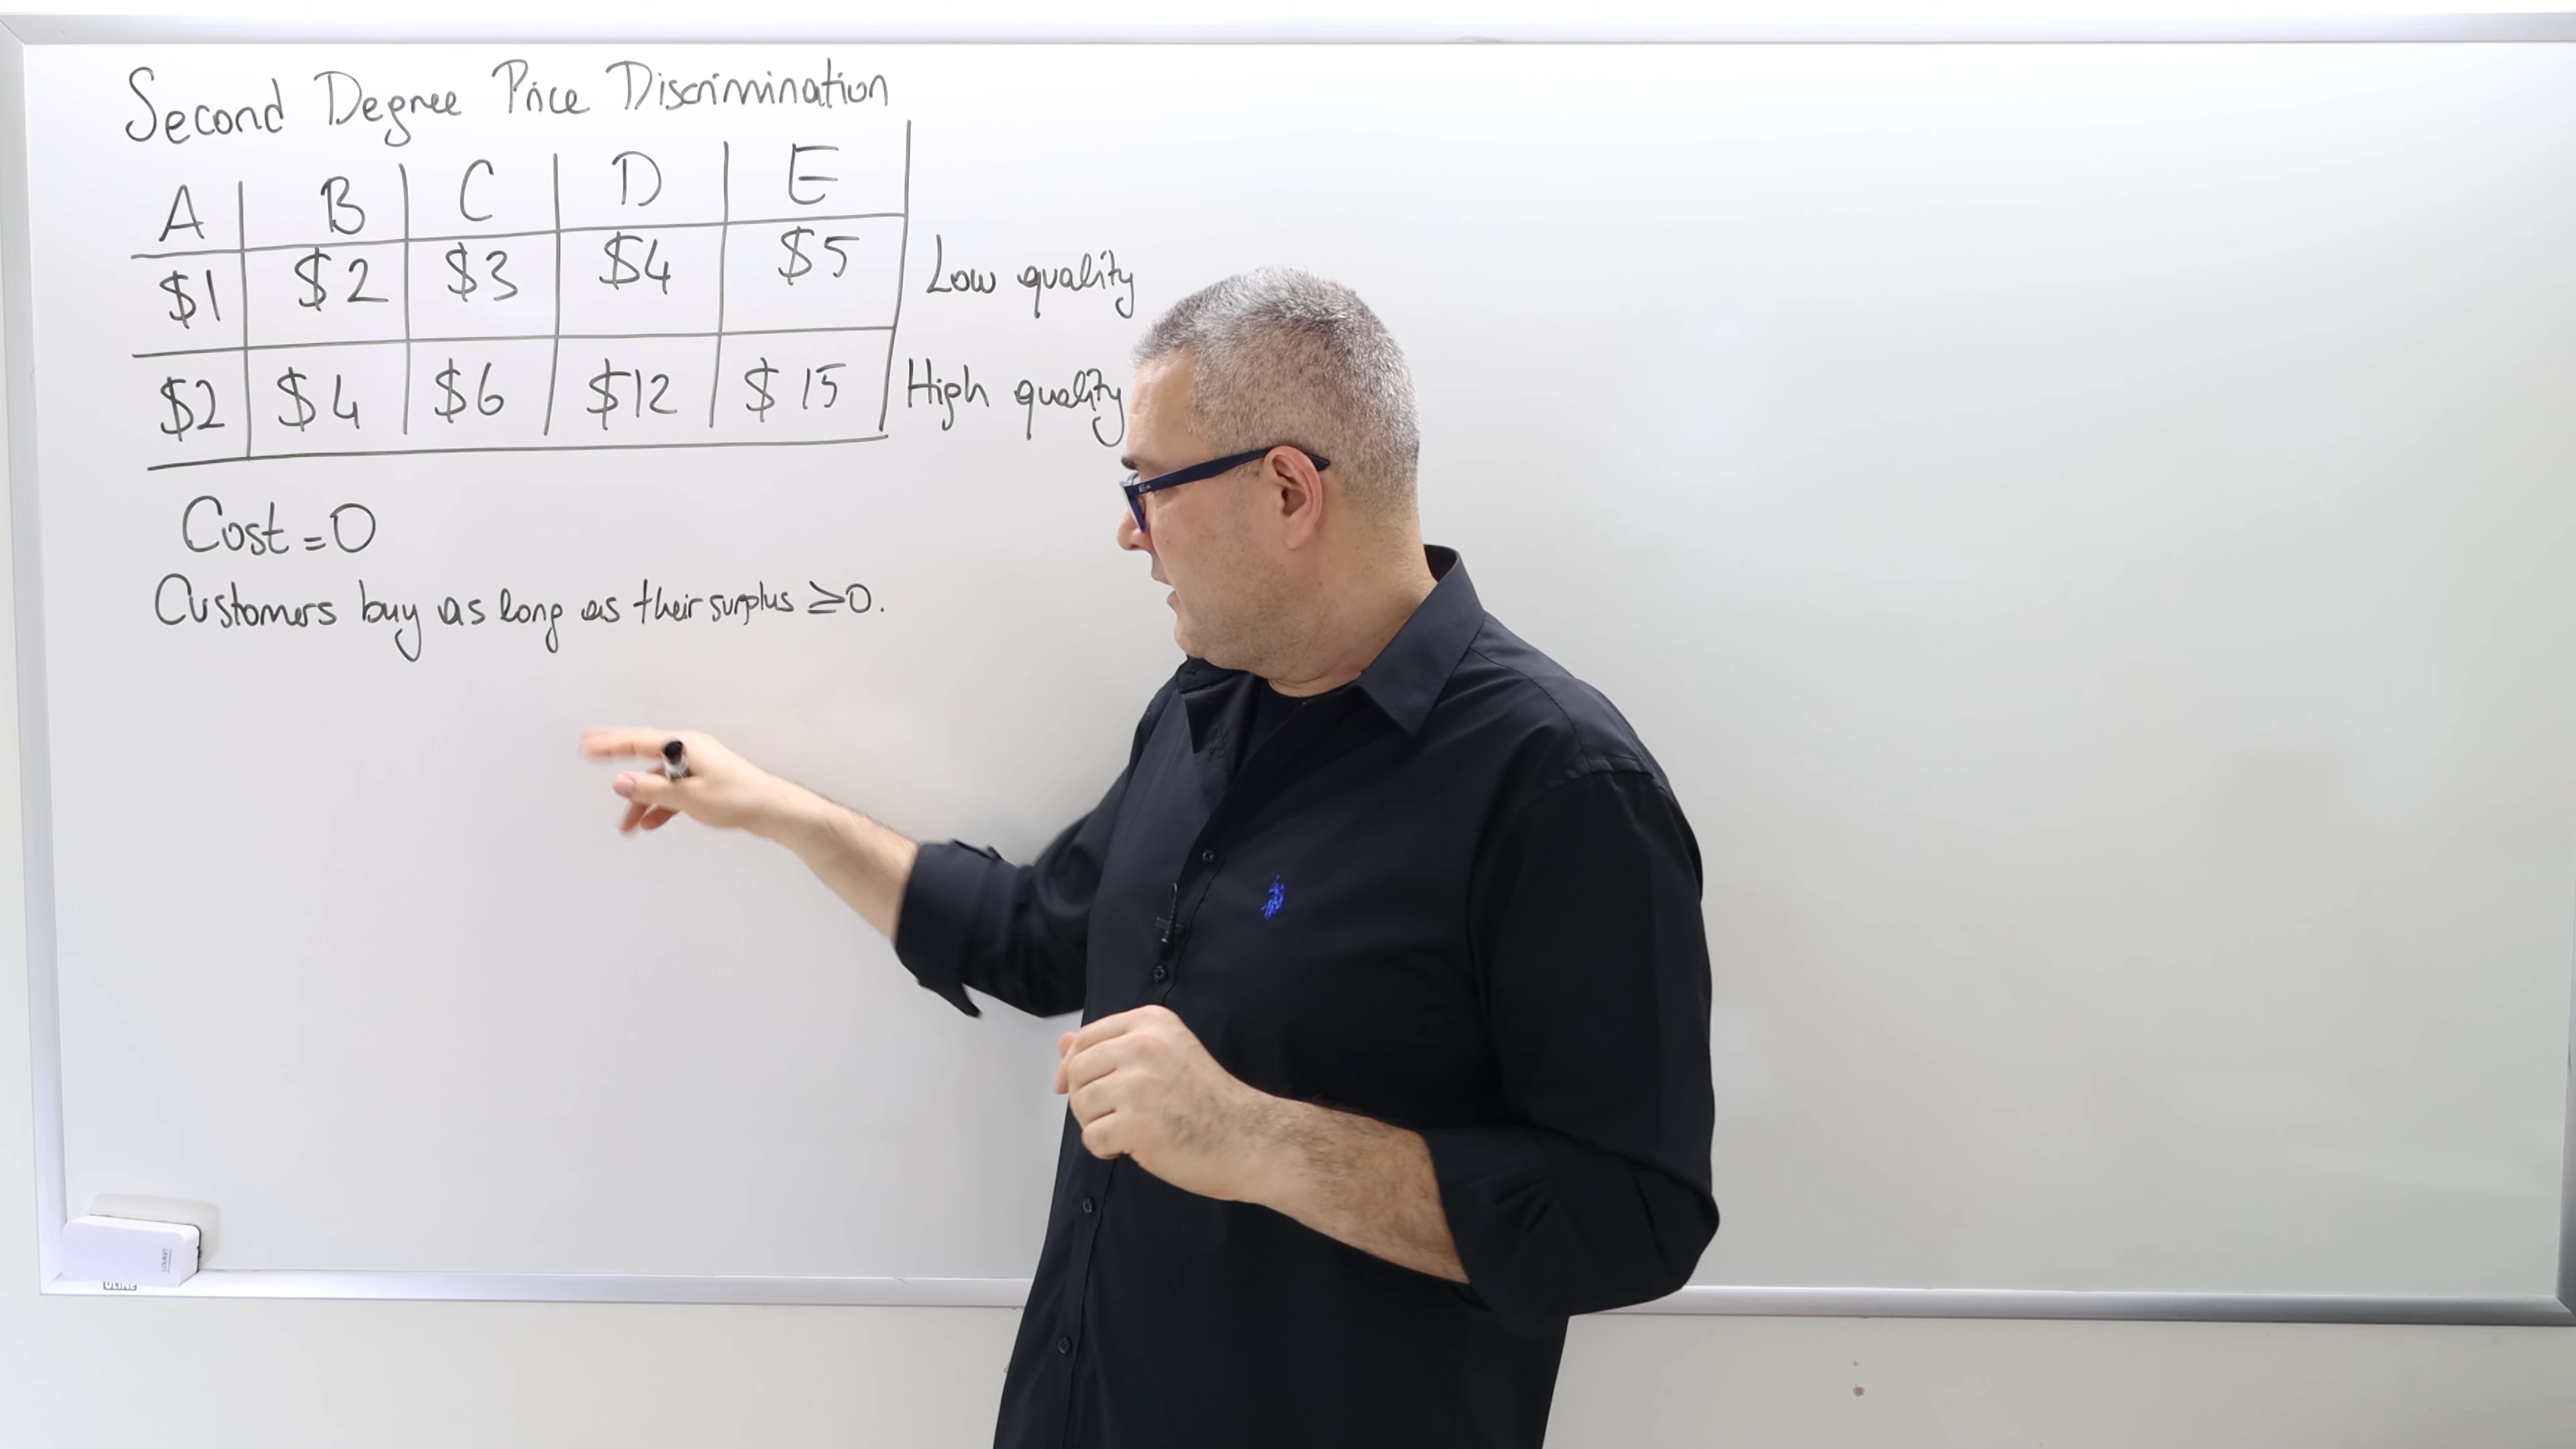 Second Degree Price Discrimination
A B C D E
$1 $2 $3 $4 $5 Low quality
$2 $4 $6 $12 $15 High quality
Cost = 0
Customers buy as long as their surplus ≥0.
ULINE